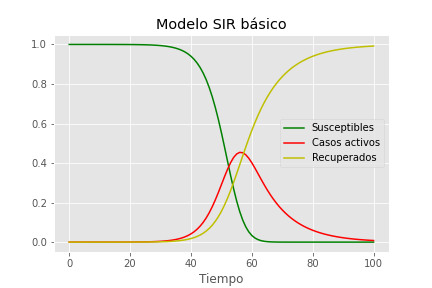 Modelo SIR básico
1.0
0.8
0.6
0.4
0.2
0.0
Susceptibles
Casos activos
Recuperados
0 20 40 60 80 100
Tiempo